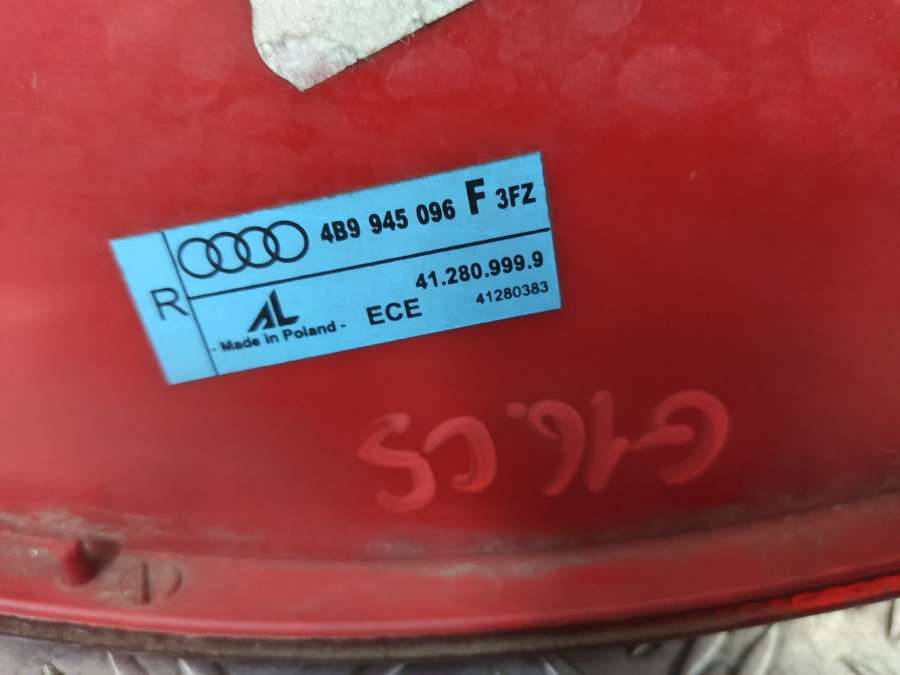 4B9 945 096 F 3FZ
R
41.280.999.9
AL
ECE
41280383
- Made in Poland -